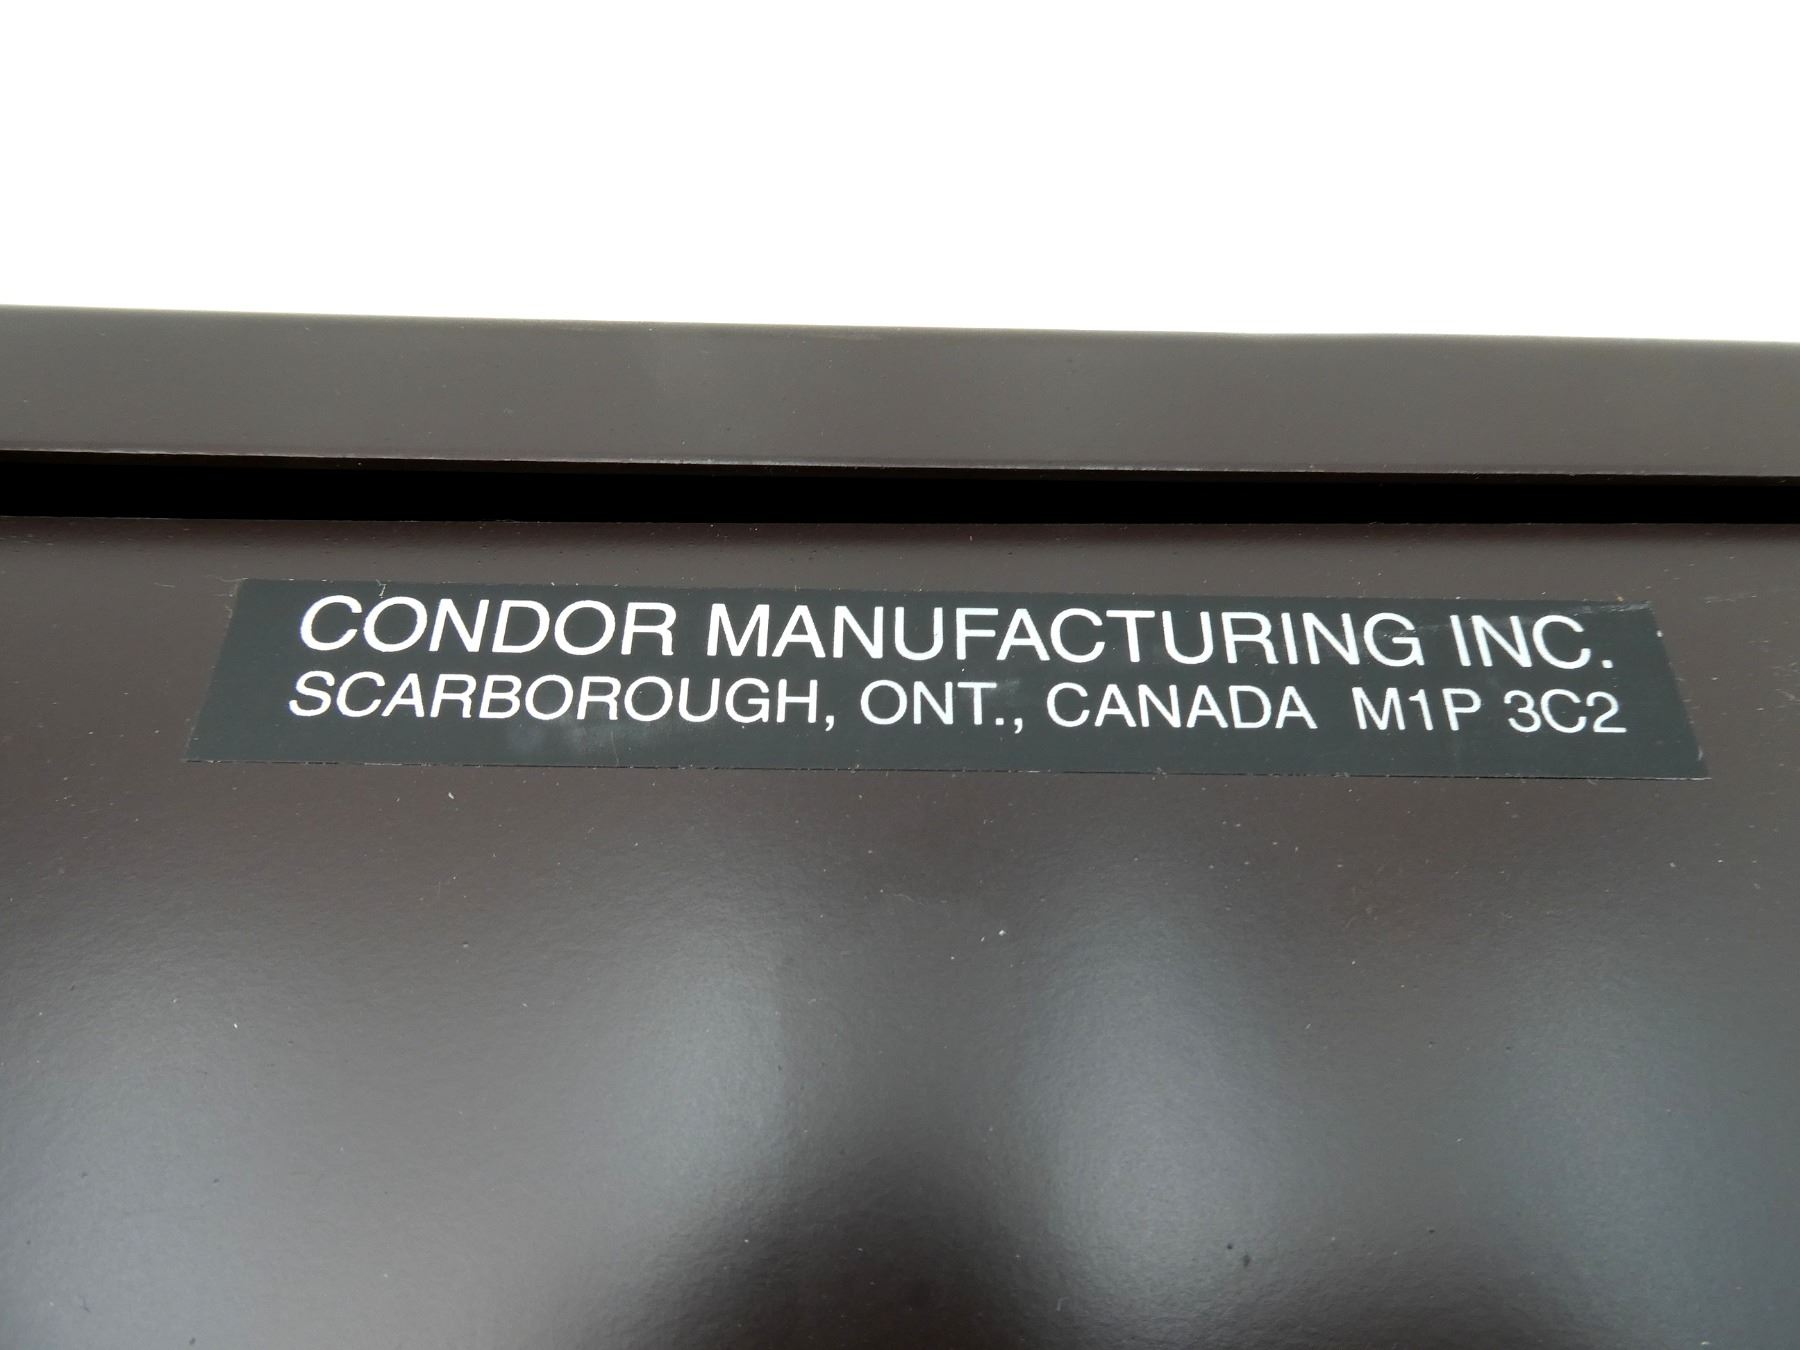 CONDOR MANUFACTURING INC.
SCARBOROUGH, ONT., CANADA M1P 3C2